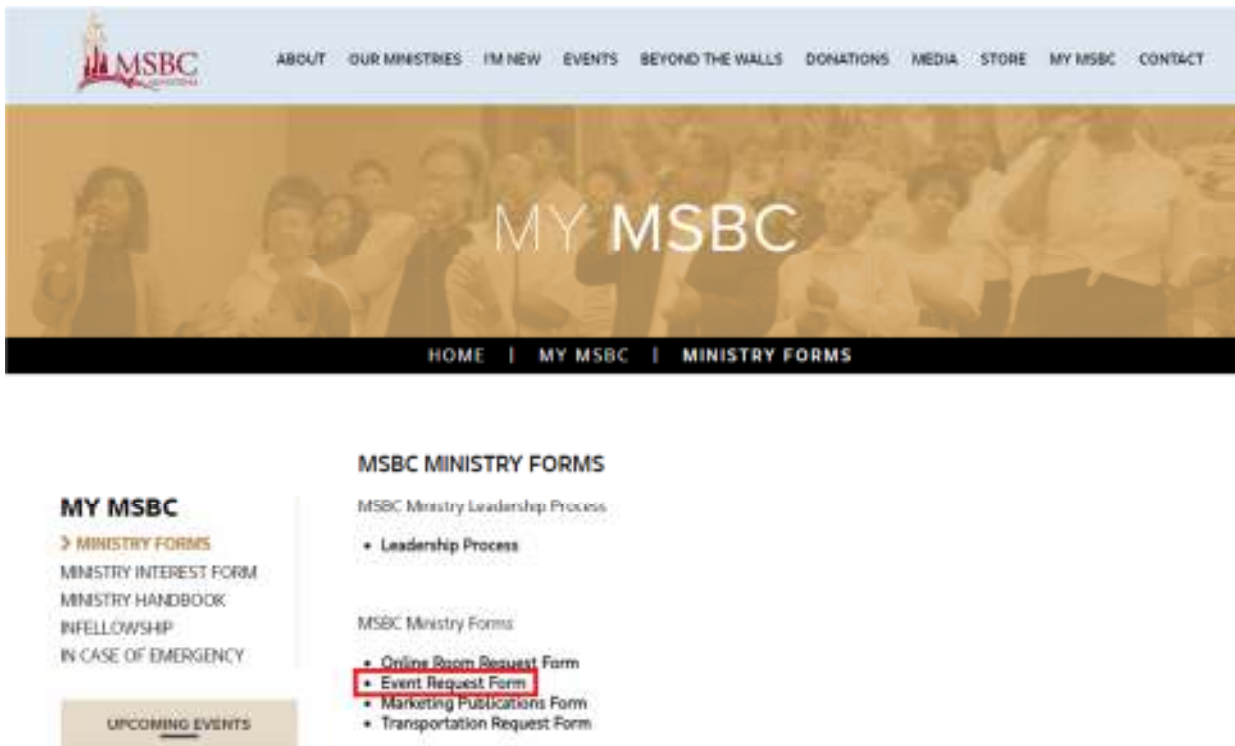 MSBC
ABOUT OUR MINISTRIES I'M NEW EVENTS BEYOND THE WALLS DONATIONS MEDIA STORE MY MSBC CONTACT
MY MSBC
HOME | MY MSBC | MINISTRY FORMS
MSBC MINISTRY FORMS
MY MSBC
MSBC Ministry Leadership Process
> MINISTRY FORMS
• Leadership Process
MINISTRY INTEREST FORM
MINISTRY HANDBOOK
INFELLOWSHIP
IN CASE OF EMERGENCY
MSBC Ministry Forms
• Online Room Request Form
• Event Request Form
• Marketing Publications Form
• Transportation Request Form
UPCOMING EVENTS